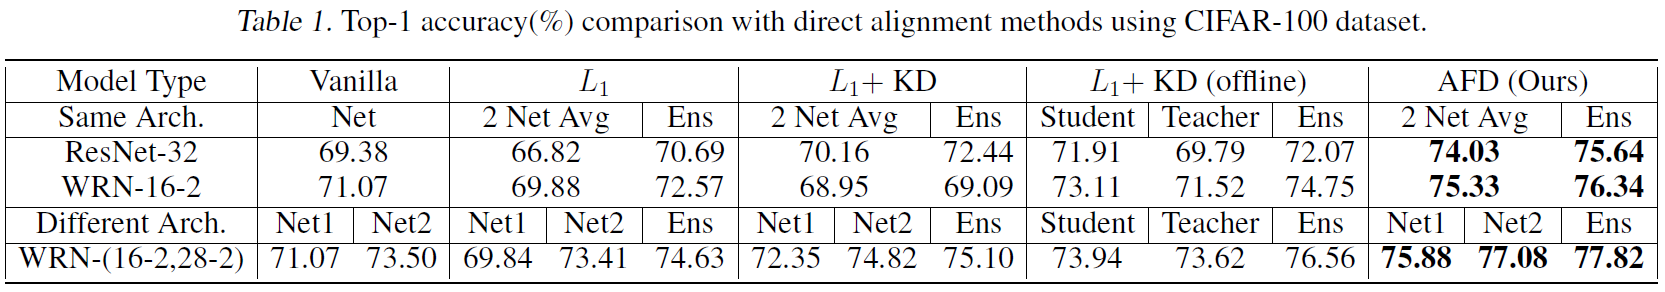 Table 1. Top-1 accuracy(%) comparison with direct alignment methods using CIFAR-100 dataset.
Model Type Vanilla L1 L1+ KD L1+ KD (offline) AFD (Ours)
Same Arch. Net 2 Net Avg Ens 2 Net Avg Ens Student Teacher Ens 2 Net Avg Ens
ResNet-32 69.38 66.82 70.69 70.16 72.44 71.91 69.79 72.07 74.03 75.64
WRN-16-2 71.07 69.88 72.57 68.95 69.09 73.11 71.52 74.75 75.33 76.34
Different Arch. Net1 Net2 Net1 Net2 Ens Net1 Net2 Ens Student Teacher Ens Net1 Net2 Ens
WRN-(16-2,28-2) 71.07 73.50 69.84 73.41 74.63 72.35 74.82 75.10 73.94 73.62 76.56 75.88 77.08 77.82